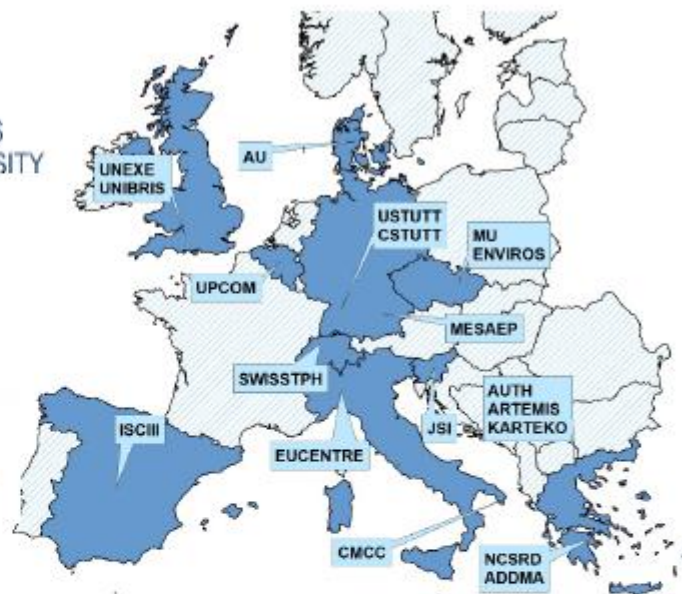 SITY
AU
UNEXE
UNIBRIS
USTUTT
CSTUTT
MU
ENVIROS
UPCOM
MESAEP
SWISSTPH
AUTH
ARTEMIS
KARTEKO
ISCIII
JSI
EUCENTRE
CMCC
NCSRD
ADDMA